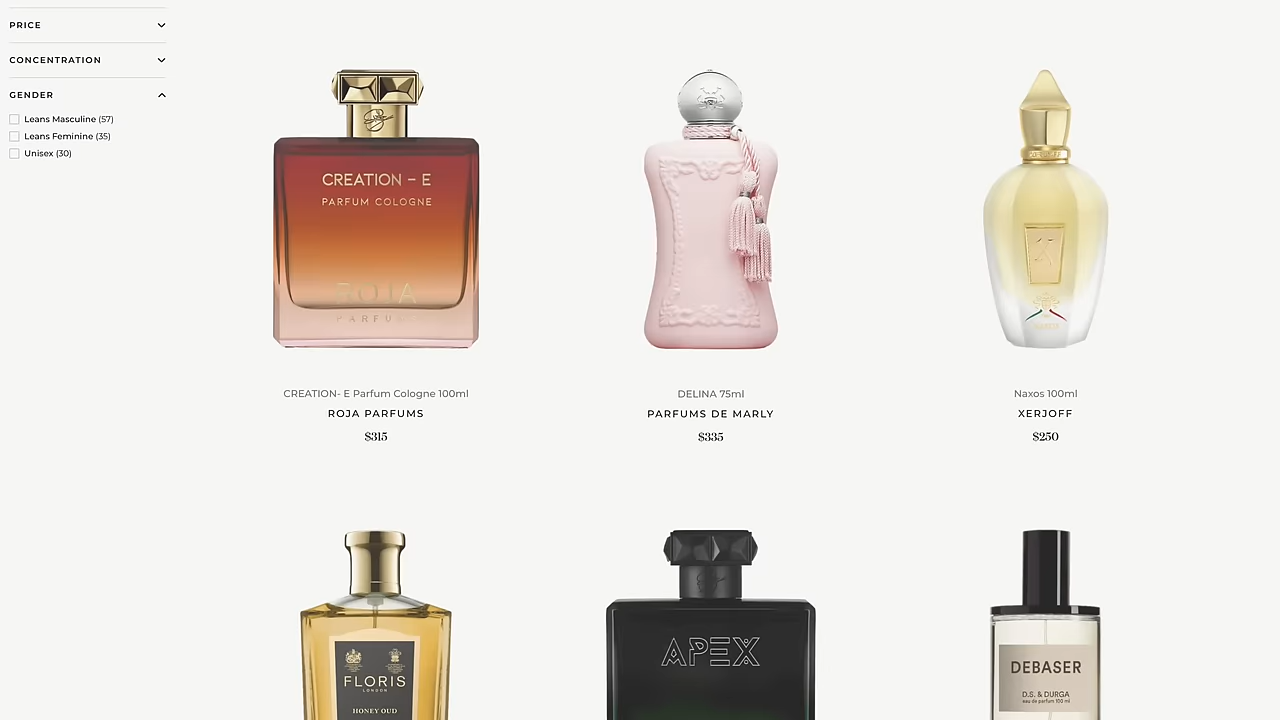 PRICE
CONCENTRATION
GENDER
Leans Masculine (57)
Leans Feminine (35)
Unisex (30)
CREATION - E
PARFUM COLOGNE
ROJA
PARFUMS
CREATION- E Parfum Cologne 100ml
ROJA PARFUMS
$315
DELINA 75ml
PARFUMS DE MARLY
$335
Naxos 100ml
XERJOFF
$250
FLORIS
LONDON
HONEY OUD
APEX
DEBASER
D.S. & DURGA
eau de parfum 100 ml